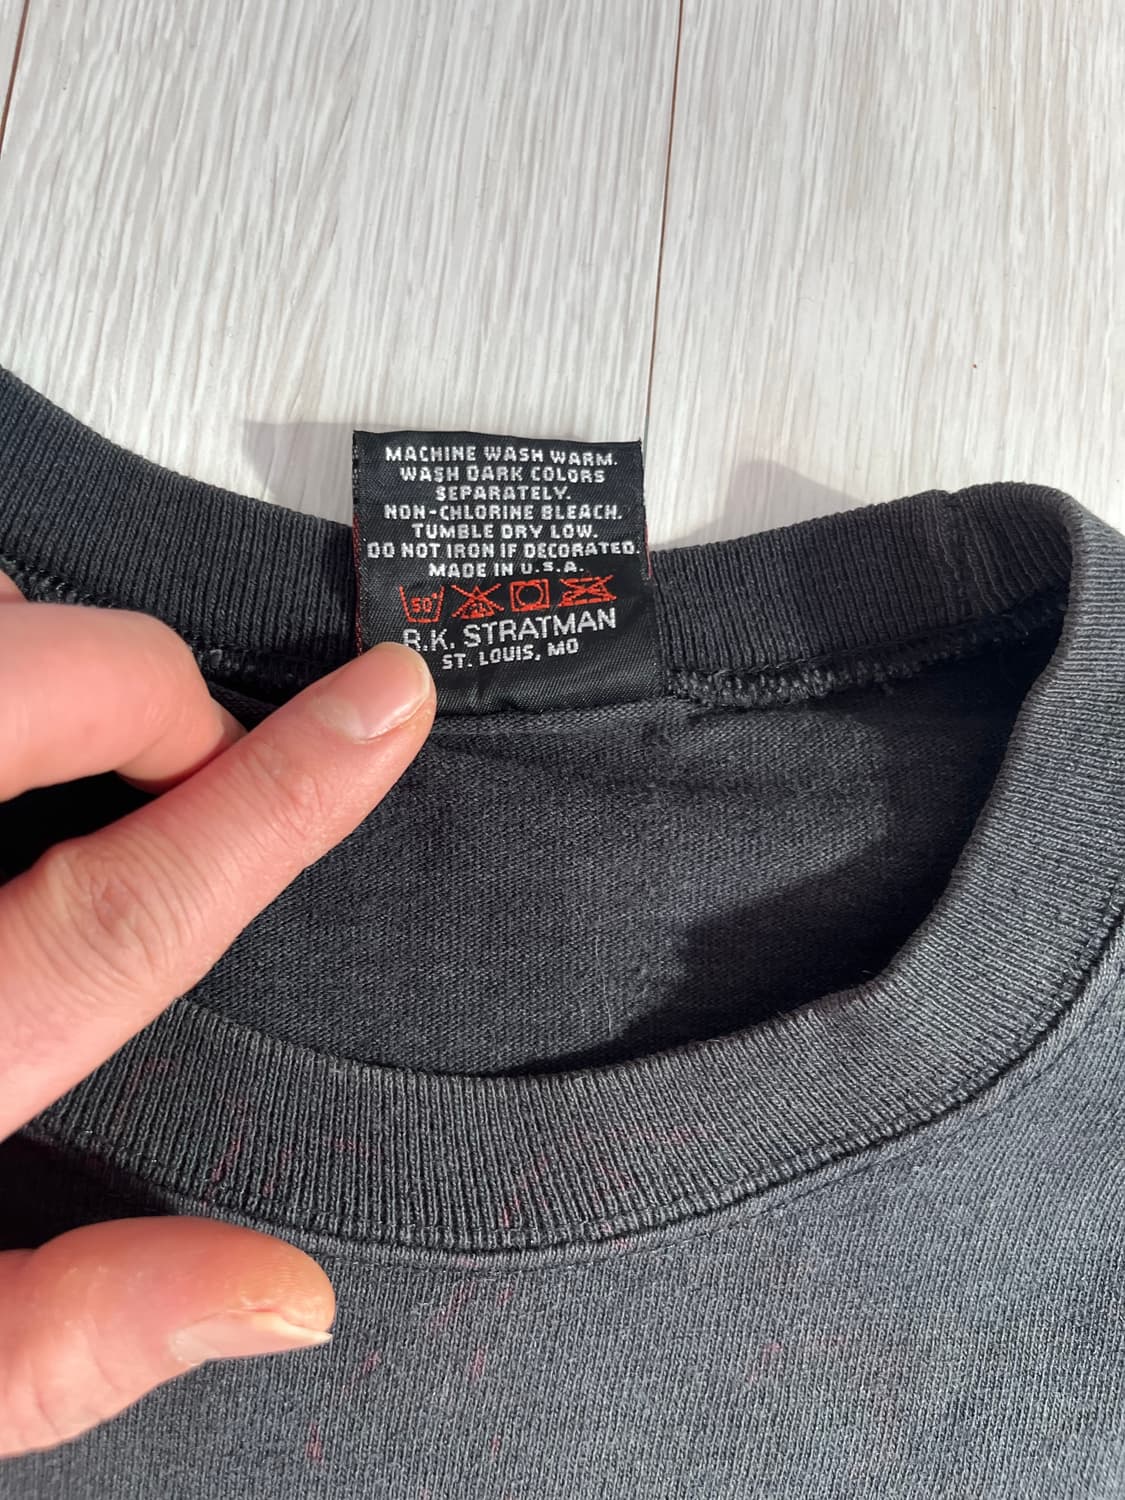 MACHINE WASH WARM.
WASH DARK COLORS
SEPARATELY.
NON-CHLORINE BLEACH.
TUMBLE DRY LOW.
DO NOT IRON IF DECORATED.
MADE IN U.S.A.
50° CL
R.K. STRATMAN
ST. LOUIS, MO